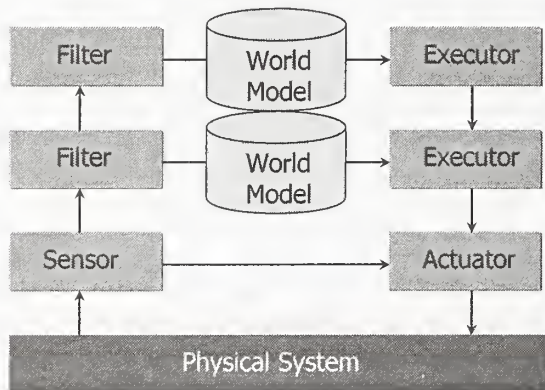 Filter
World
Model
Executor
Filter
World
Model
Executor
Sensor
Actuator
Physical System